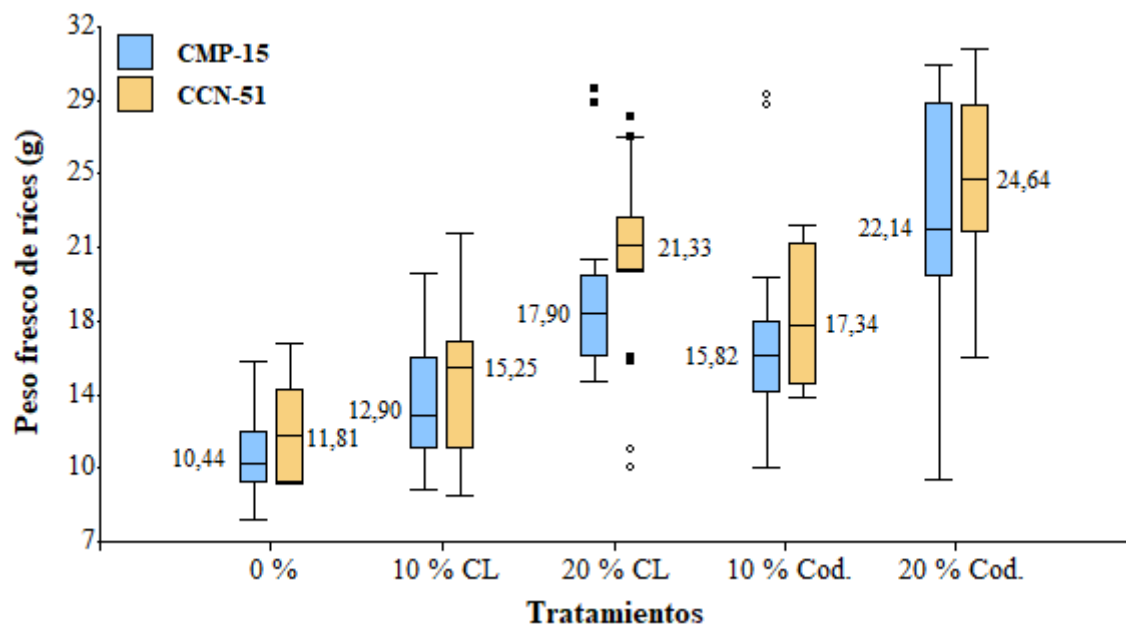 32
29
25
21
18
14
10
7
Peso fresco de ríces (g)
CMP-15
CCN-51
10,44
11,81
12,90
15,25
17,90
21,33
15,82
17,34
22,14
24,64
0 %
10 % CL
20 % CL
10 % Cod.
20 % Cod.
Tratamientos